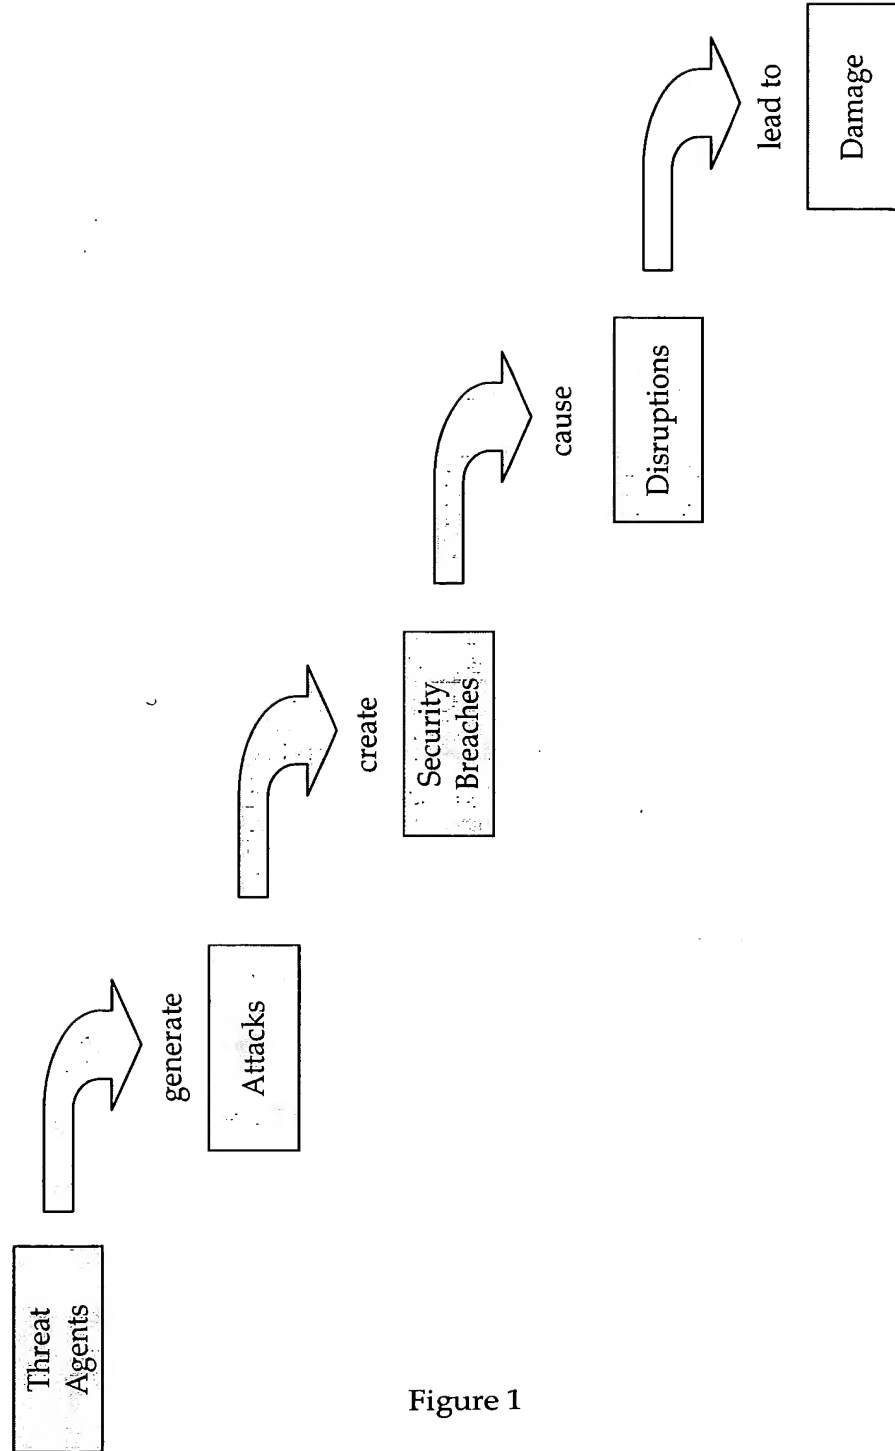 Threat
Agents
generate
Attacks
create
Security
Breaches
cause
Disruptions
lead to
Damage
Figure 1